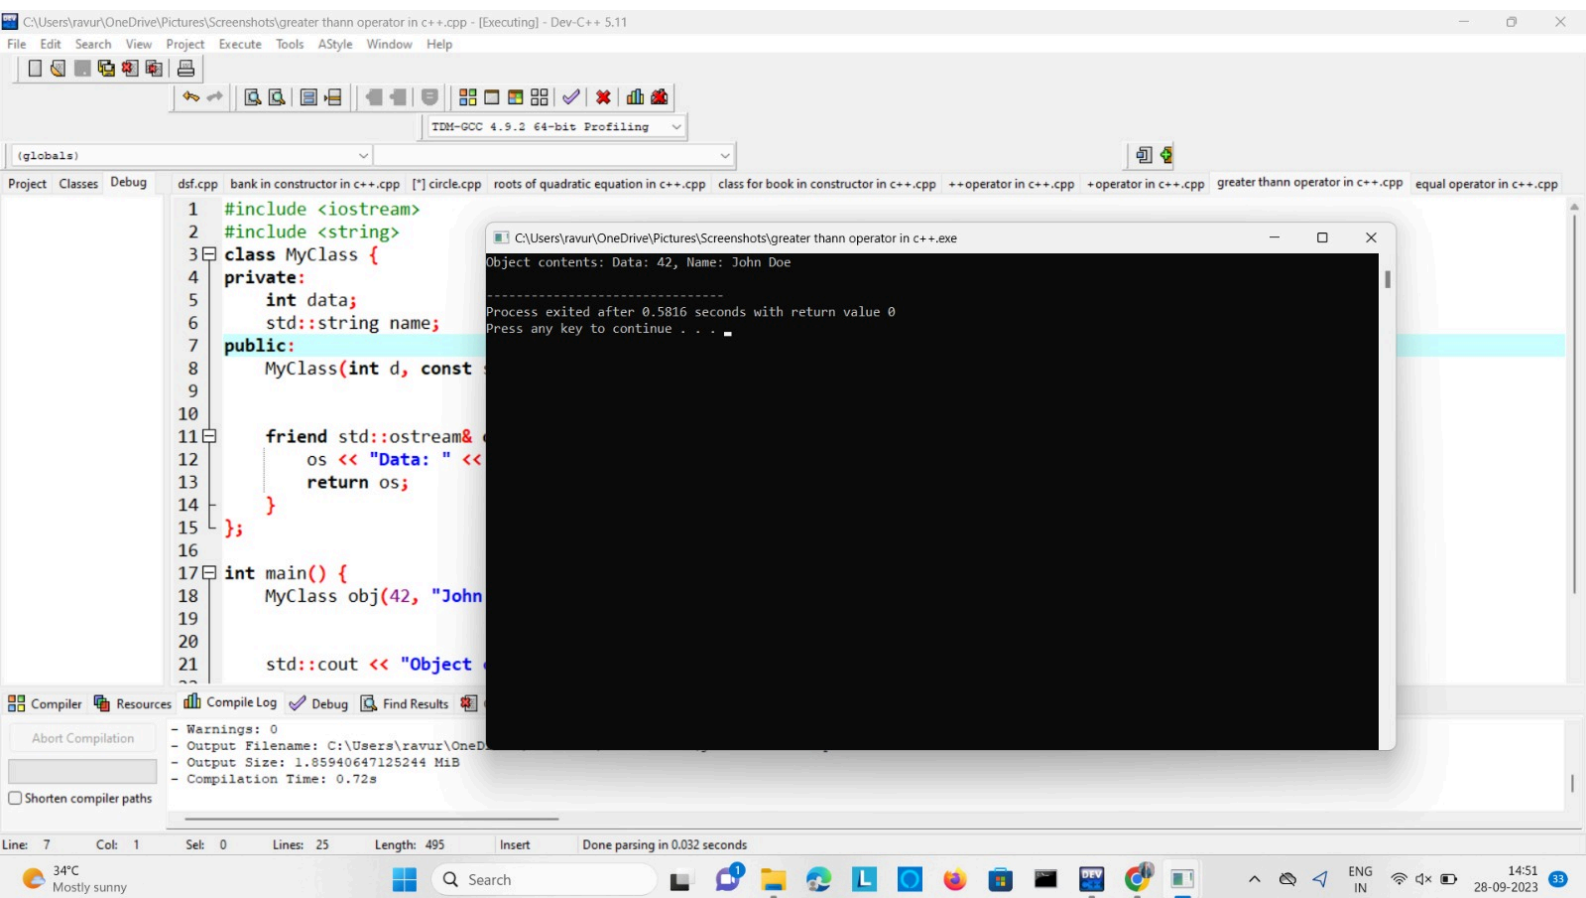 C:\Users\ravur\OneDrive\Pictures\Screenshots\greater thann operator in c++.cpp - [Executing] - Dev-C++ 5.11
File Edit Search View Project Execute Tools AStyle Window Help
TDM-GCC 4.9.2 64-bit Profiling
(globals)
Project Classes Debug dsf.cpp bank in constructor in c++.cpp [*] circle.cpp roots of quadratic equation in c++.cpp class for book in constructor in c++.cpp ++operator in c++.cpp +operator in c++.cpp greater thann operator in c++.cpp equal operator in c++.cpp
1 #include <iostream>
2 #include <string>
3 class MyClass {
4 private:
5 int data;
6 std::string name;
7 public:
8 MyClass(int d, const
9
10
11 friend std::ostream&
12 os << "Data: " <<
13 return os;
14 }
15 };
16
17 int main() {
18 MyClass obj(42, "John
19
20
21 std::cout << "Object
C:\Users\ravur\OneDrive\Pictures\Screenshots\greater thann operator in c++.exe
Object contents: Data: 42, Name: John Doe
--------------------------------
Process exited after 0.5816 seconds with return value 0
Press any key to continue . . .
Compiler Resources Compile Log Debug Find Results
Abort Compilation
Shorten compiler paths
- Warnings: 0
- Output Filename: C:\Users\ravur\OneD
- Output Size: 1.85940647125244 MiB
- Compilation Time: 0.72s
Line: 7 Col: 1 Sel: 0 Lines: 25 Length: 495 Insert Done parsing in 0.032 seconds
34°C
Mostly sunny
Search
1
L
DEV
ENG
IN
14:51
28-09-2023
33